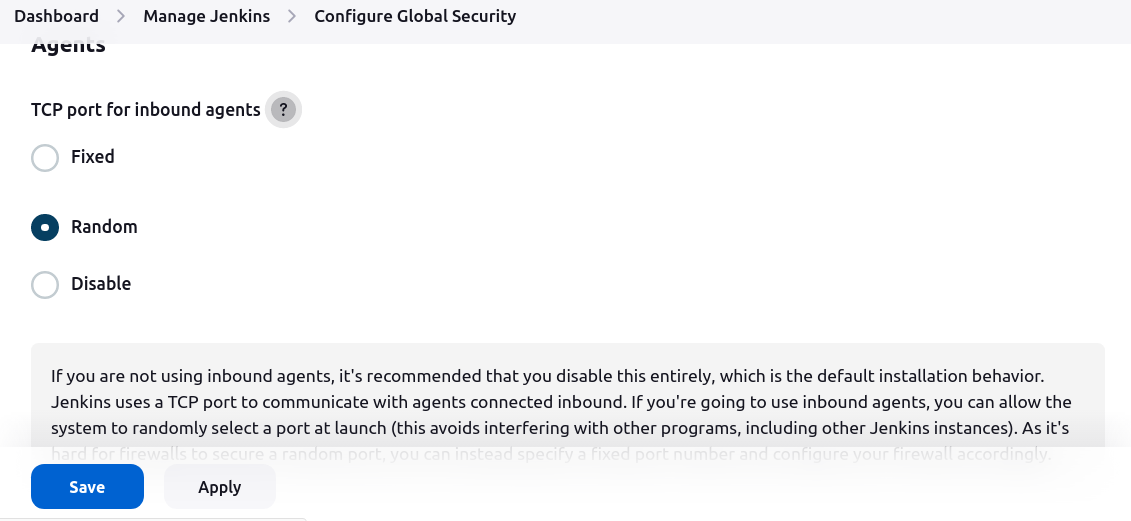 Dashboard > Manage Jenkins > Configure Global Security
Agents
TCP port for inbound agents ?
Fixed
Random
Disable
If you are not using inbound agents, it's recommended that you disable this entirely, which is the default installation behavior.
Jenkins uses a TCP port to communicate with agents connected inbound. If you're going to use inbound agents, you can allow the
system to randomly select a port at launch (this avoids interfering with other programs, including other Jenkins instances). As it's
hard for firewalls to secure a random port, you can instead specify a fixed port number and configure your firewall accordingly.
Save Apply